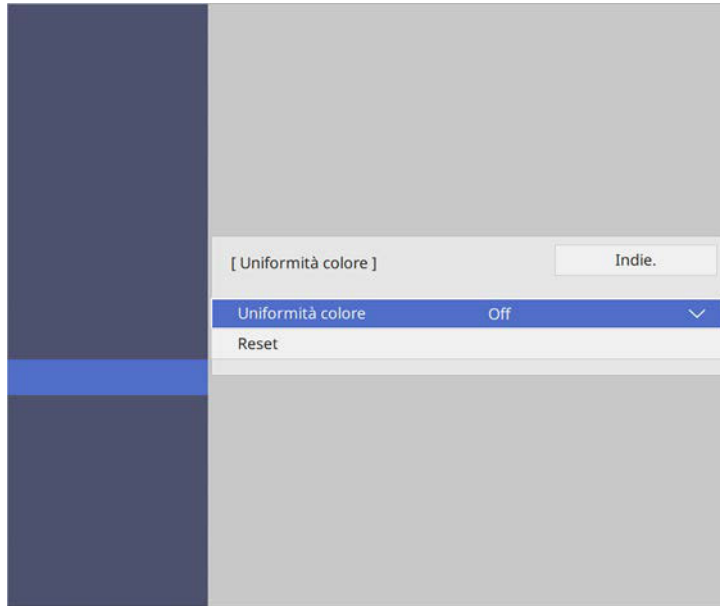 [ Uniformità colore ]
Indie.
Uniformità colore Off
Reset